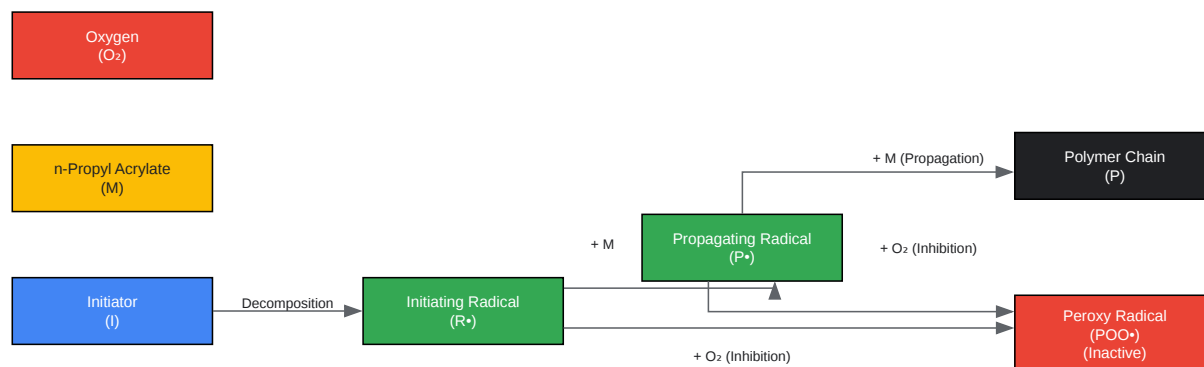 Oxygen
(O₂)
n-Propyl Acrylate
(M)
Initiator
(I)
Decomposition
Initiating Radical
(R•)
+ M
Propagating Radical
(P•)
+ M (Propagation)
Polymer Chain
(P)
+ O₂ (Inhibition)
+ O₂ (Inhibition)
Peroxy Radical
(POO•)
(Inactive)